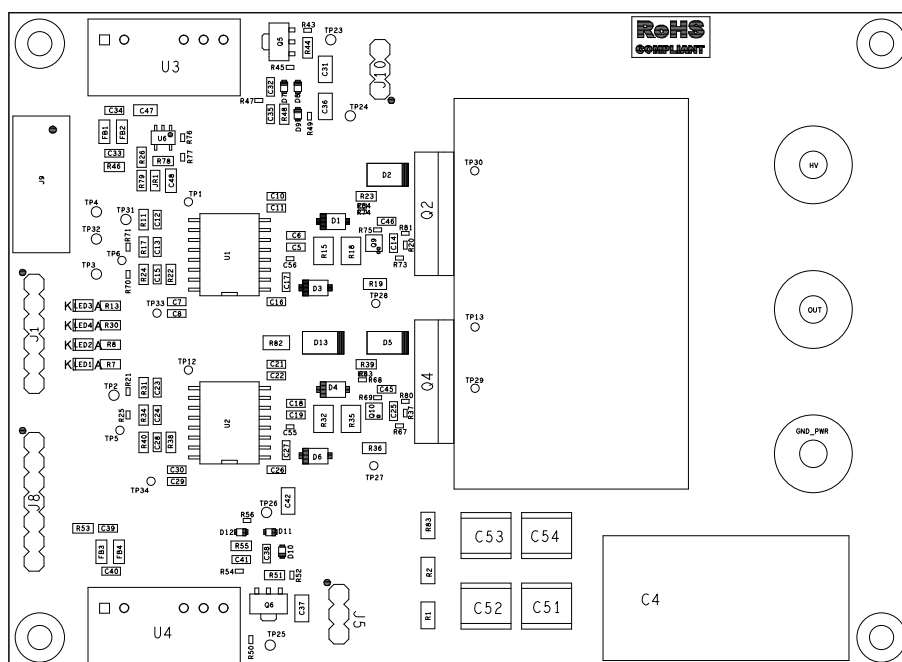 RoHS
COMPLIANT
U3
C34
C47
FB1
FB2
U6
R76
R77
C33
R46
R26
R78
R79
JR1
C48
J9
TP4
TP31
TP32
R71
TP6
TP3
R70
R11
C12
R17
C13
R24
C15
R22
TP1
TP33
C7
C8
U1
C10
C11
C6
C5
C56
C17
C16
Q5
R43
R44
TP23
R45
C31
C32
D7
D8
R47
C35
R48
D9
R49
C36
TP24
J10
D2
R23
R84
R74
D1
C46
R75
Q9
C14
R81
R20
R73
R15
R18
D3
R19
TP28
Q2
TP30
TP13
TP29
HV
OUT
GND_PWR
J1
K LED3 A R13
K LED4 A R30
K LED2 A R8
K LED1 A R7
TP12
R82
D13
D5
C21
C22
R39
R83
R68
D4
C45
R69
Q10
C25
R80
R37
R67
R32
R35
C18
C19
C55
C27
D6
C26
R36
TP27
Q4
TP2
R21
R25
TP5
R31
C23
R34
C24
R40
C28
R38
U2
C30
C29
TP34
J8
C42
TP26
R56
D12
D11
R55
C38
D10
C41
R54
R51
R52
R53
C39
FB3
FB4
C40
U4
Q6
C37
R50
TP25
J5
R83
R2
R1
C53
C54
C52
C51
C4